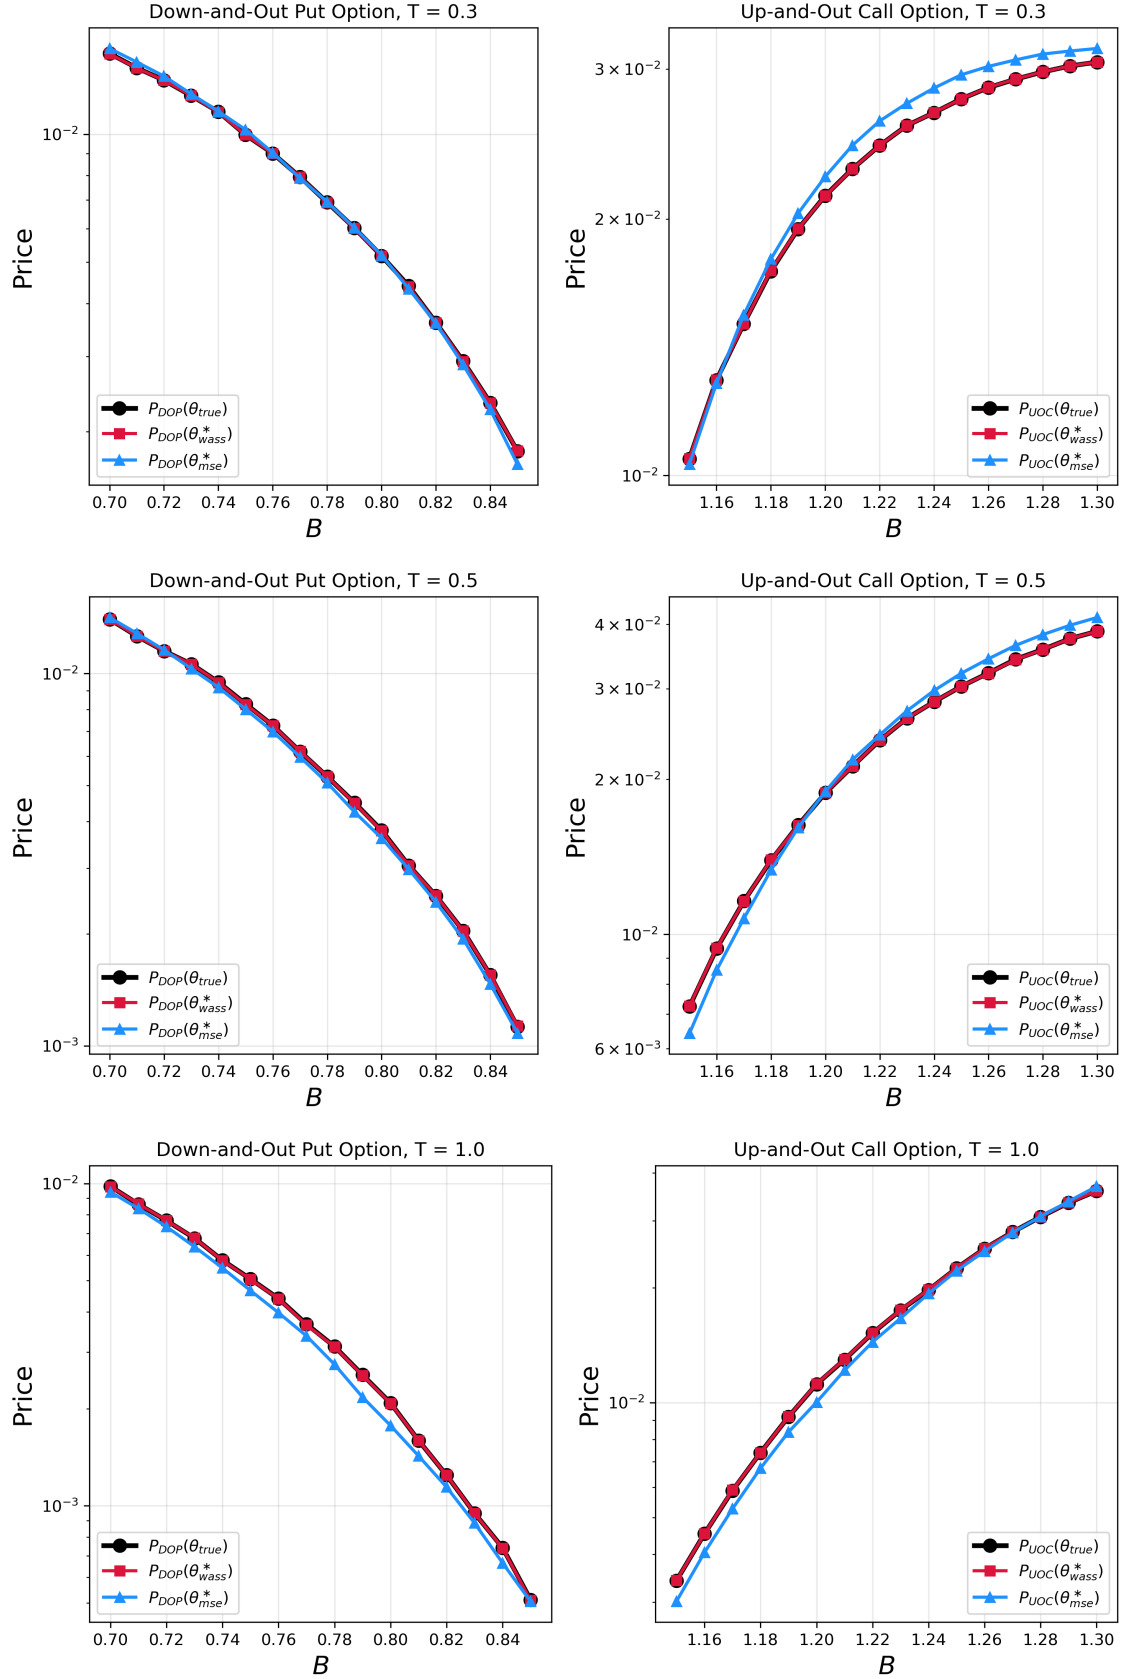 Down-and-Out Put Option, T = 0.3
Price
10⁻²
0.70 0.72 0.74 0.76 0.78 0.80 0.82 0.84
B
P_DOP(θ_true)
P_DOP(θ*_wass)
P_DOP(θ*_mse)
Up-and-Out Call Option, T = 0.3
Price
3 × 10⁻²
2 × 10⁻²
10⁻²
1.16 1.18 1.20 1.22 1.24 1.26 1.28 1.30
B
P_UOC(θ_true)
P_UOC(θ*_wass)
P_UOC(θ*_mse)
Down-and-Out Put Option, T = 0.5
Price
10⁻²
10⁻³
0.70 0.72 0.74 0.76 0.78 0.80 0.82 0.84
B
P_DOP(θ_true)
P_DOP(θ*_wass)
P_DOP(θ*_mse)
Up-and-Out Call Option, T = 0.5
Price
4 × 10⁻²
3 × 10⁻²
2 × 10⁻²
10⁻²
6 × 10⁻³
1.16 1.18 1.20 1.22 1.24 1.26 1.28 1.30
B
P_UOC(θ_true)
P_UOC(θ*_wass)
P_UOC(θ*_mse)
Down-and-Out Put Option, T = 1.0
Price
10⁻²
10⁻³
0.70 0.72 0.74 0.76 0.78 0.80 0.82 0.84
B
P_DOP(θ_true)
P_DOP(θ*_wass)
P_DOP(θ*_mse)
Up-and-Out Call Option, T = 1.0
Price
10⁻²
1.16 1.18 1.20 1.22 1.24 1.26 1.28 1.30
B
P_UOC(θ_true)
P_UOC(θ*_wass)
P_UOC(θ*_mse)